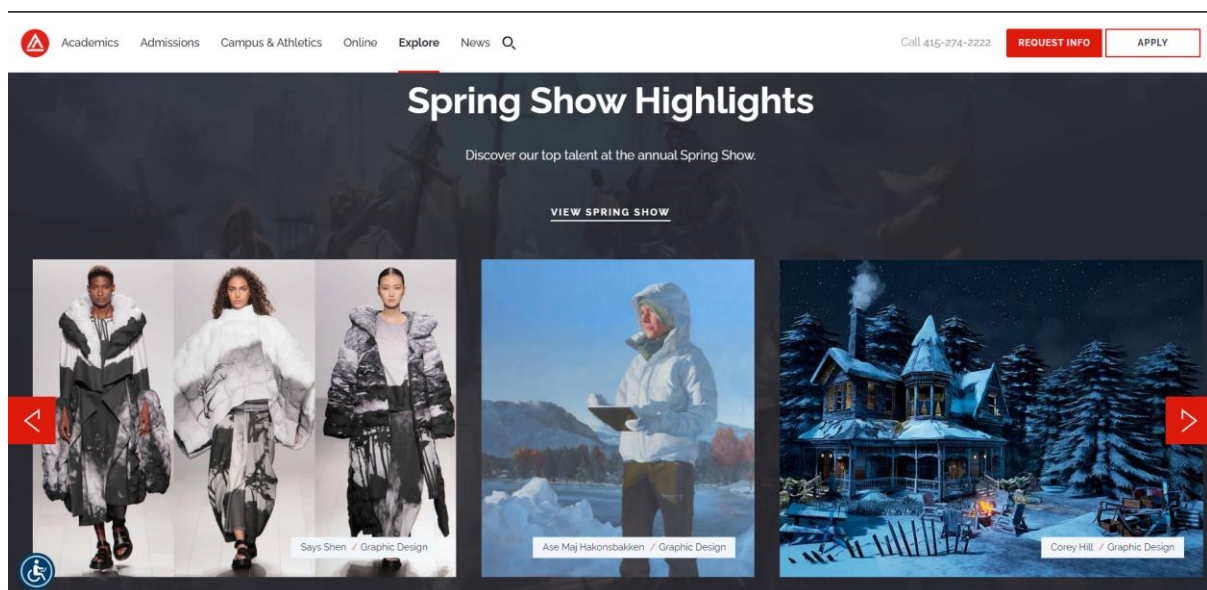 Academics Admissions Campus & Athletics Online Explore News Call 415-274-2222 REQUEST INFO APPLY
Spring Show Highlights
Discover our top talent at the annual Spring Show.
VIEW SPRING SHOW
Says Shen / Graphic Design
Ase Maj Hakonsbakken / Graphic Design
Corey Hill / Graphic Design